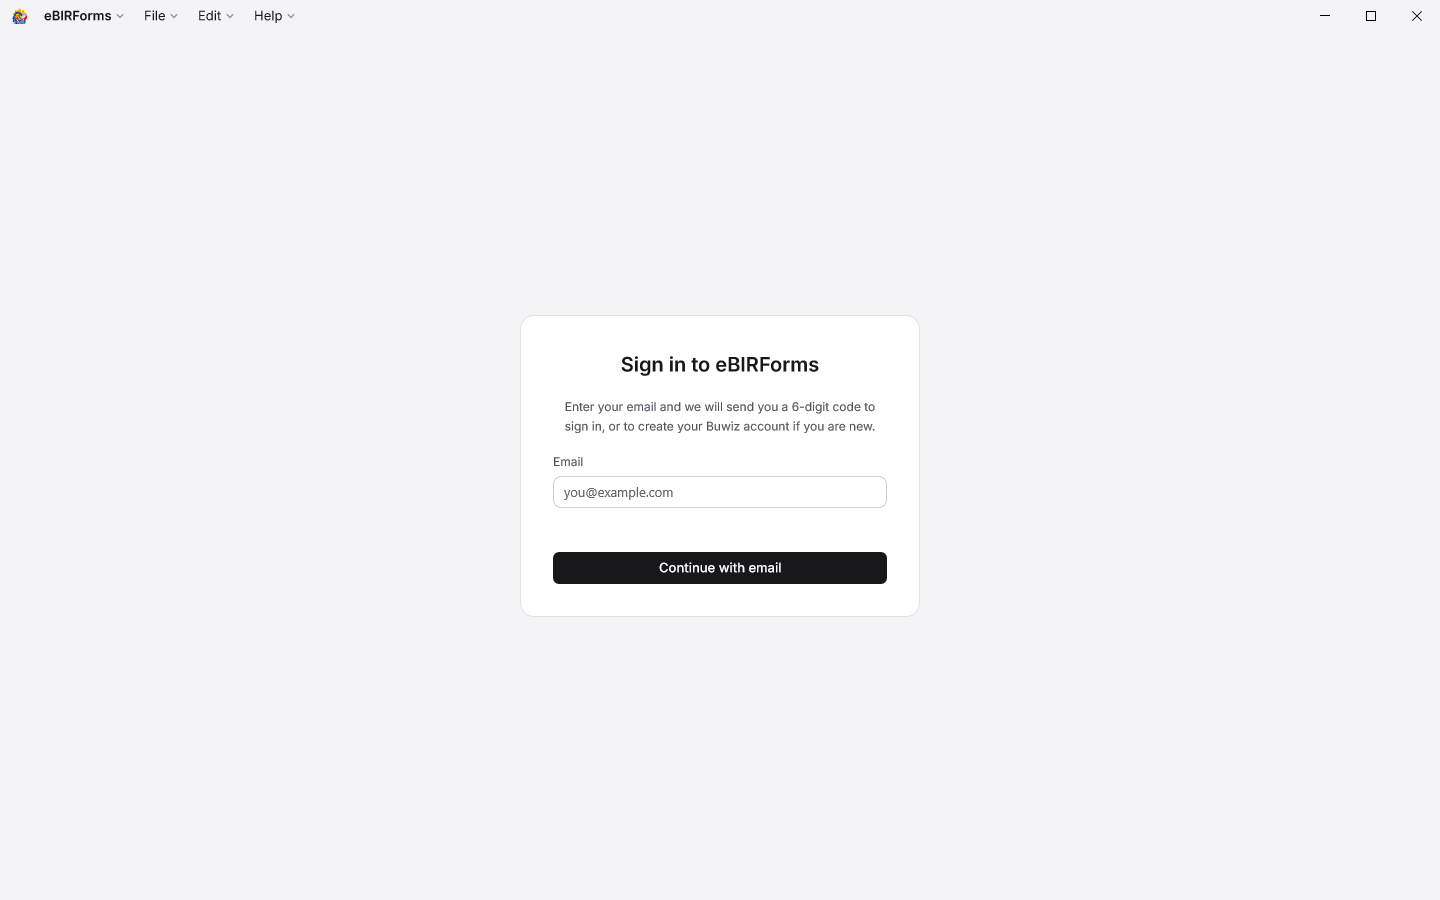 eBIRForms File Edit Help
Sign in to eBIRForms
Enter your email and we will send you a 6-digit code to
sign in, or to create your Buwiz account if you are new.
Email
you@example.com
Continue with email